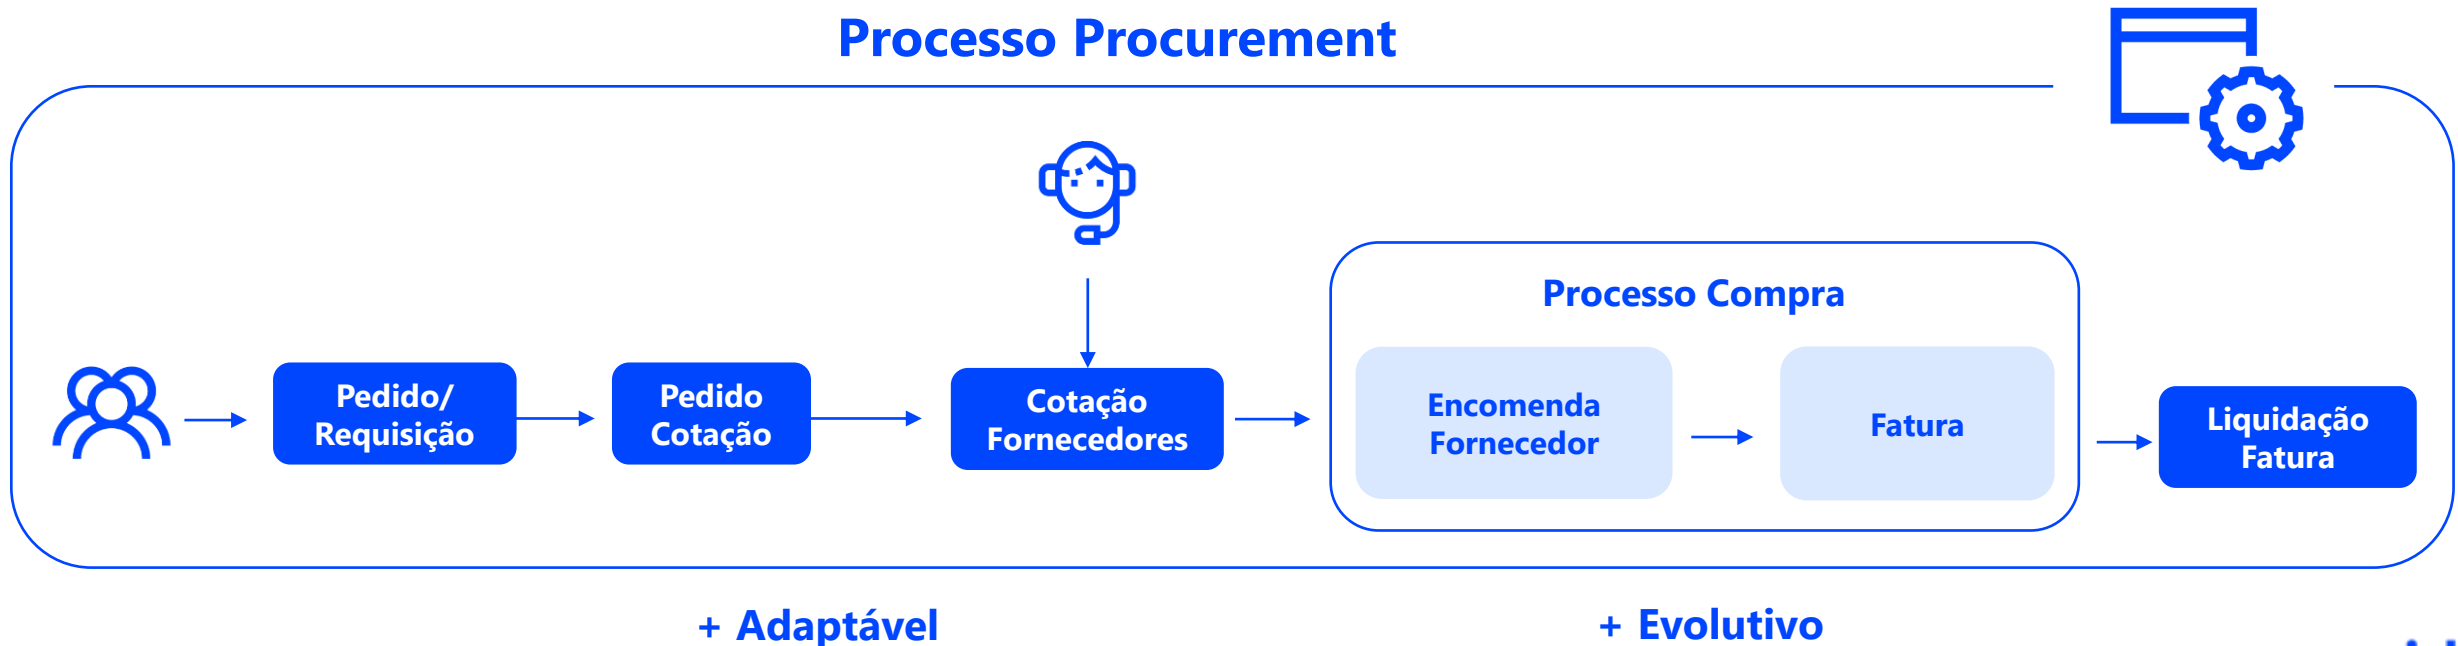 Processo Procurement
Processo Compra
Pedido/
Requisição
Pedido
Cotação
Cotação
Fornecedores
Encomenda
Fornecedor
Fatura
Liquidação
Fatura
+ Adaptável
+ Evolutivo